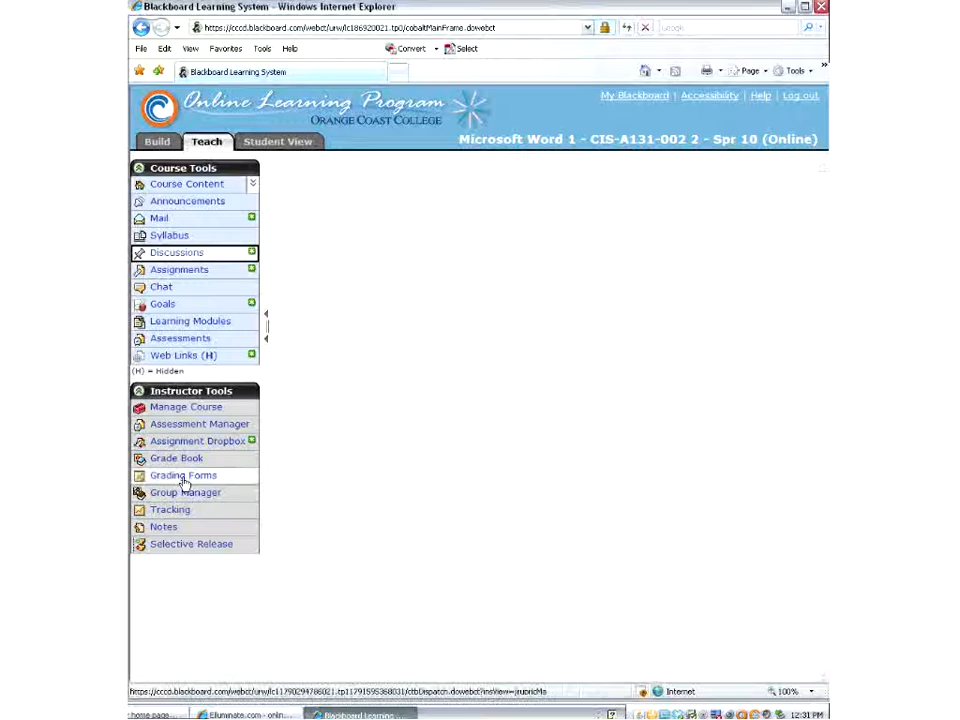 Blackboard Learning System - Windows Internet Explorer
https://cccd.blackboard.com/webct/urw/lc186920021.tp0/cobaltMainFrame.dowebct
File Edit View Favorites Tools Help
Convert Select
Blackboard Learning System
Page Tools
Online Learning Program
ORANGE COAST COLLEGE
My Blackboard | Accessibility | Help | Log out
Build Teach Student View
Microsoft Word 1 - CIS-A131-002 2 - Spr 10 (Online)
Course Tools
Course Content
Announcements
Mail
Syllabus
Discussions
Assignments
Chat
Goals
Learning Modules
Assessments
Web Links (H)
(H) = Hidden
Instructor Tools
Manage Course
Assessment Manager
Assignment Dropbox
Grade Book
Grading Forms
Group Manager
Tracking
Notes
Selective Release
Internet
100%
home page...
Elluminate.com - onlin...
Blackboard Learning ...
12:31 PM